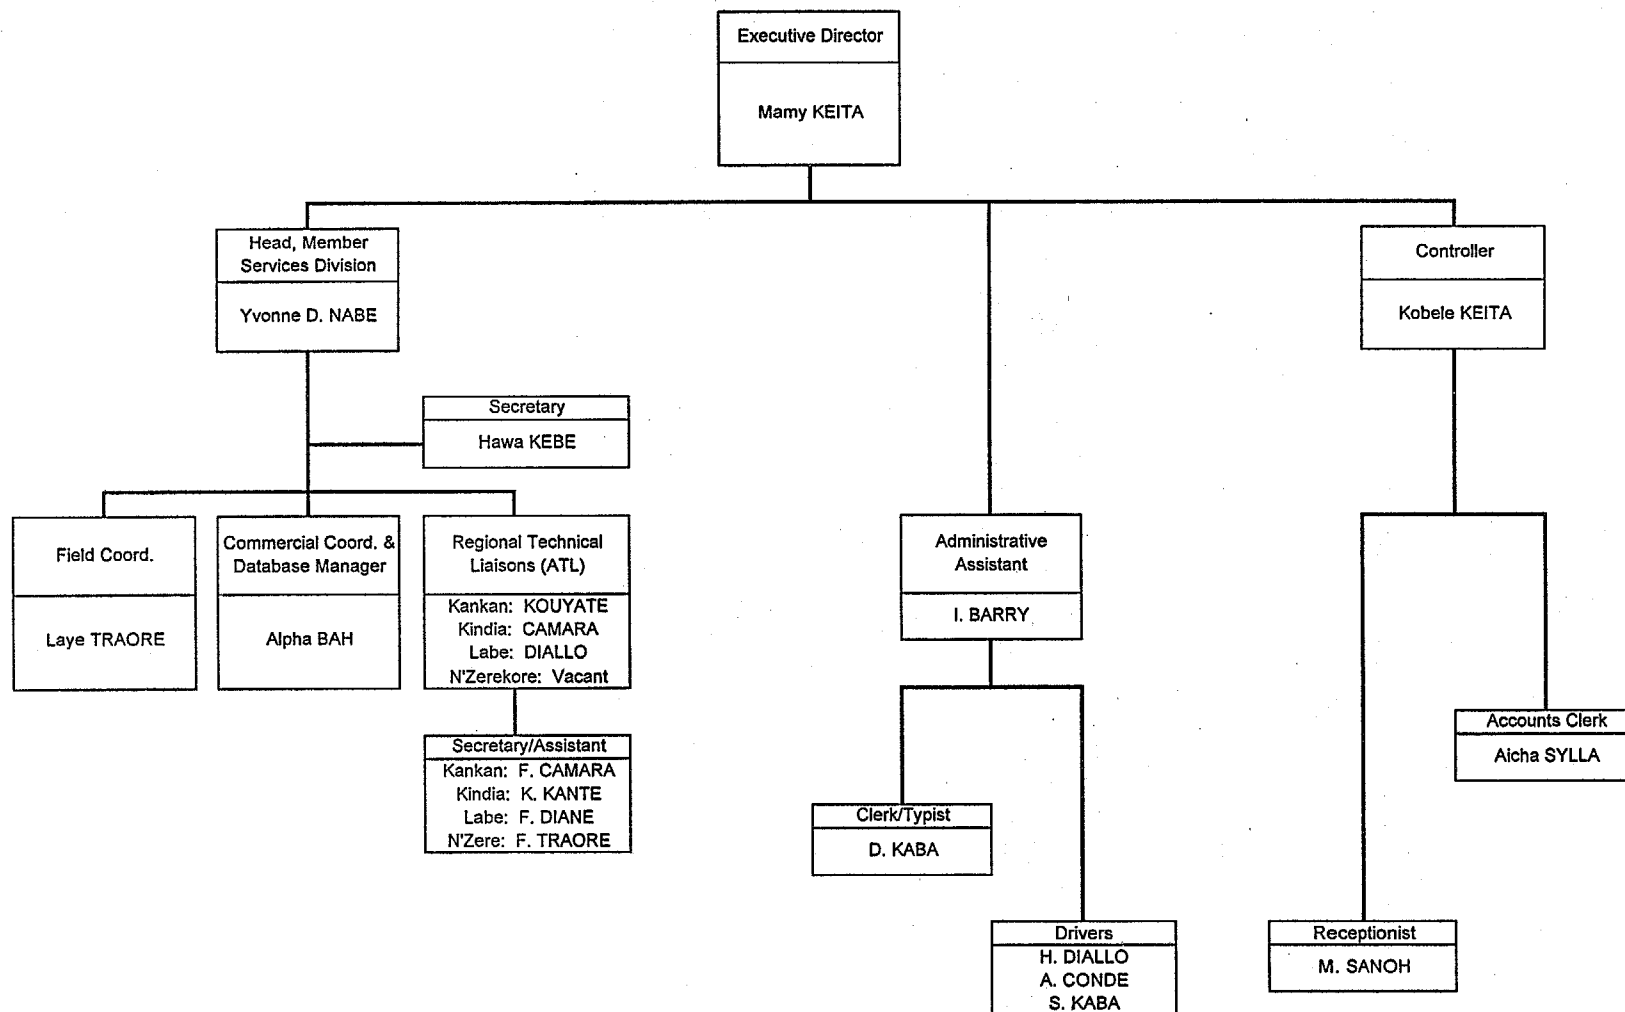 Executive Director
Mamy KEITA
Head, Member
Services Division
Yvonne D. NABE
Controller
Kobele KEITA
Secretary
Hawa KEBE
Field Coord.
Laye TRAORE
Commercial Coord. &
Database Manager
Alpha BAH
Regional Technical
Liaisons (ATL)
Kankan: KOUYATE
Kindia: CAMARA
Labe: DIALLO
N'Zerekore: Vacant
Secretary/Assistant
Kankan: F. CAMARA
Kindia: K. KANTE
Labe: F. DIANE
N'Zere: F. TRAORE
Administrative
Assistant
I. BARRY
Clerk/Typist
D. KABA
Drivers
H. DIALLO
A. CONDE
S. KABA
Accounts Clerk
Aicha SYLLA
Receptionist
M. SANOH